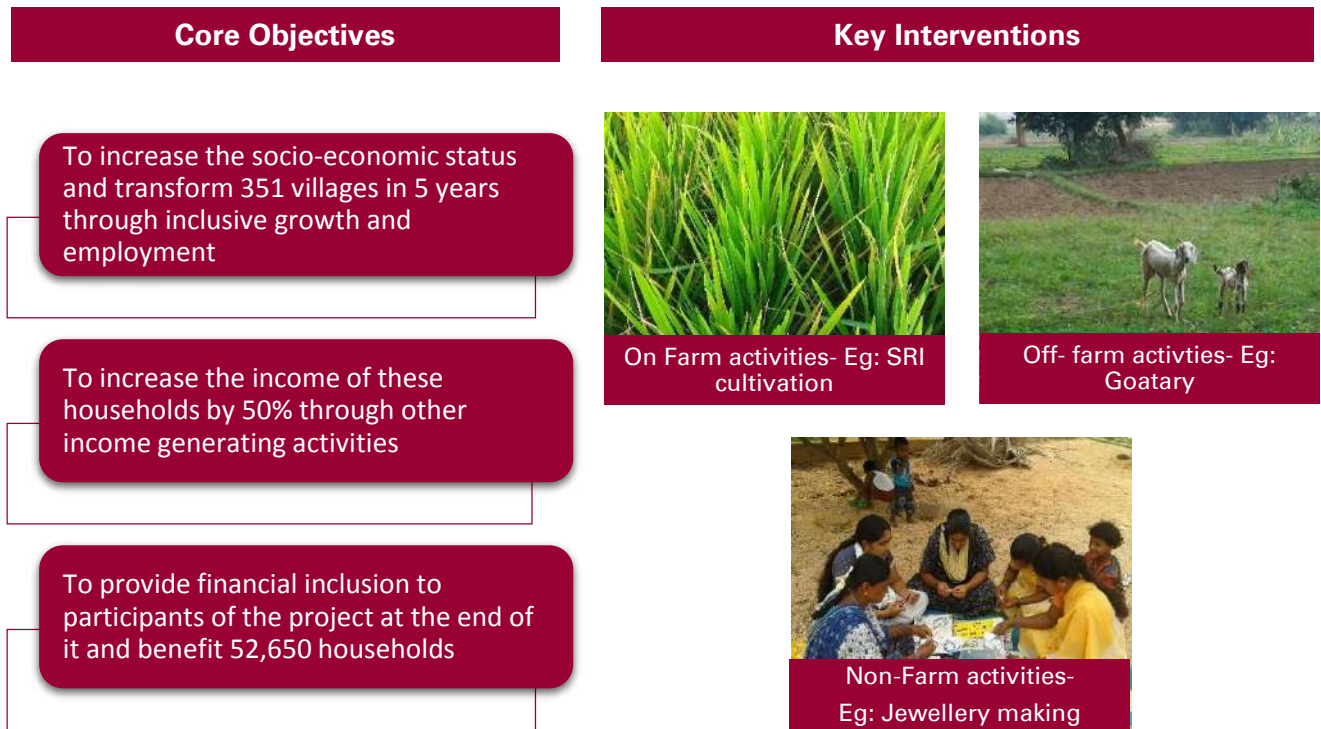 Core Objectives
Key Interventions
To increase the socio-economic status
and transform 351 villages in 5 years
through inclusive growth and
employment
To increase the income of these
households by 50% through other
income generating activities
To provide financial inclusion to
participants of the project at the end of
it and benefit 52,650 households
On Farm activities- Eg: SRI
cultivation
Off- farm activties- Eg:
Goatary
Non-Farm activities-
Eg: Jewellery making